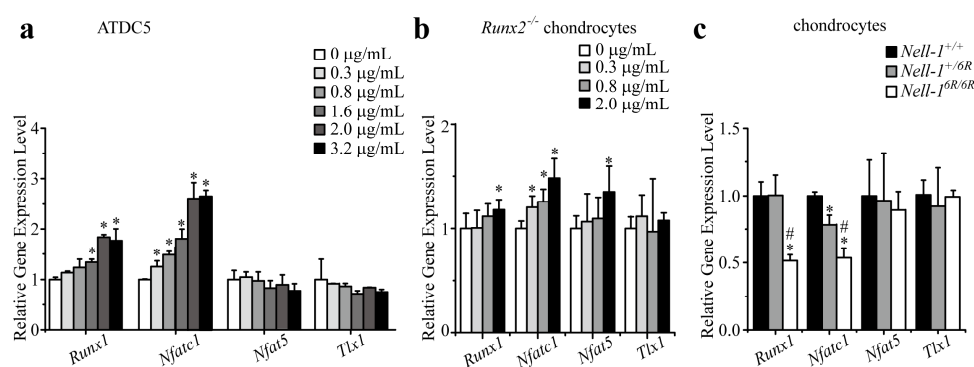 a
ATDC5
0 μg/mL
0.3 μg/mL
0.8 μg/mL
1.6 μg/mL
2.0 μg/mL
3.2 μg/mL
Relative Gene Expression Level
4
3
2
1
0
* * *
* * * * *
Runx1
Nfatc1
Nfat5
Tlx1
b
Runx2-/- chondrocytes
0 μg/mL
0.3 μg/mL
0.8 μg/mL
2.0 μg/mL
Relative Gene Expression Level
2
1
0
*
* * *
*
Runx1
Nfatc1
Nfat5
Tlx1
c
chondrocytes
Nell-1+/+
Nell-1+/6R
Nell-16R/6R
Relative Gene Expression Level
1.5
1.0
0.5
0.0
#
*
*
#
*
Runx1
Nfatc1
Nfat5
Tlx1